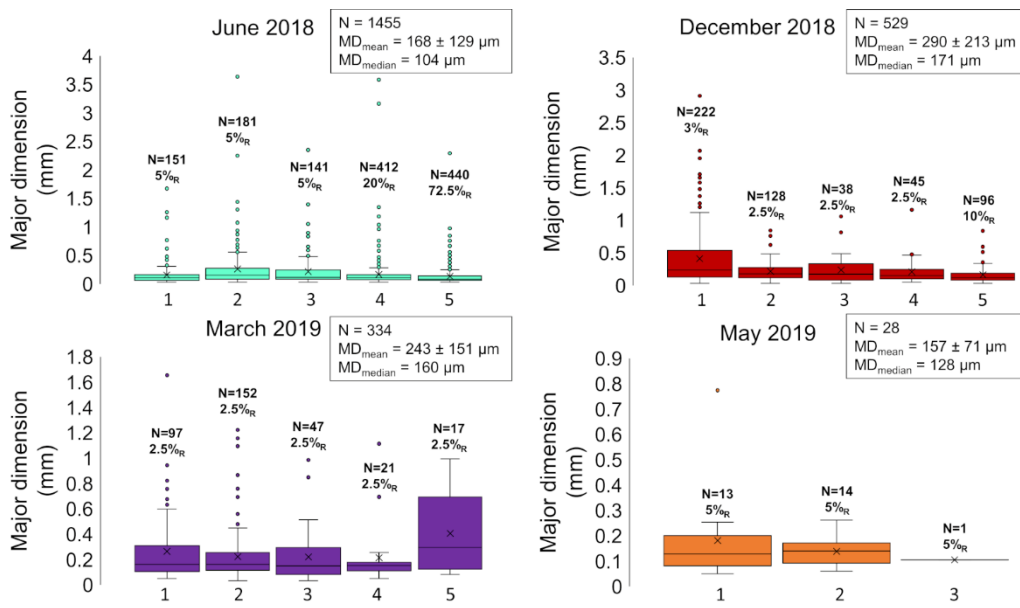 June 2018
N = 1455
MDmean = 168 ± 129 µm
MDmedian = 104 µm
Major dimension
(mm)
4
3.5
3
2.5
2
1.5
1
0.5
0
N=151
5%R
N=181
5%R
N=141
5%R
N=412
20%R
N=440
72.5%R
1 2 3 4 5
December 2018
N = 529
MDmean = 290 ± 213 µm
MDmedian = 171 µm
Major dimension
(mm)
3.5
3
2.5
2
1.5
1
0.5
0
N=222
3%R
N=128
2.5%R
N=38
2.5%R
N=45
2.5%R
N=96
10%R
1 2 3 4 5
March 2019
N = 334
MDmean = 243 ± 151 µm
MDmedian = 160 µm
Major dimension
(mm)
1.8
1.6
1.4
1.2
1
0.8
0.6
0.4
0.2
0
N=97
2.5%R
N=152
2.5%R
N=47
2.5%R
N=21
2.5%R
N=17
2.5%R
1 2 3 4 5
May 2019
N = 28
MDmean = 157 ± 71 µm
MDmedian = 128 µm
Major dimension
(mm)
0.9
0.8
0.7
0.6
0.5
0.4
0.3
0.2
0.1
0
N=13
5%R
N=14
5%R
N=1
5%R
1 2 3